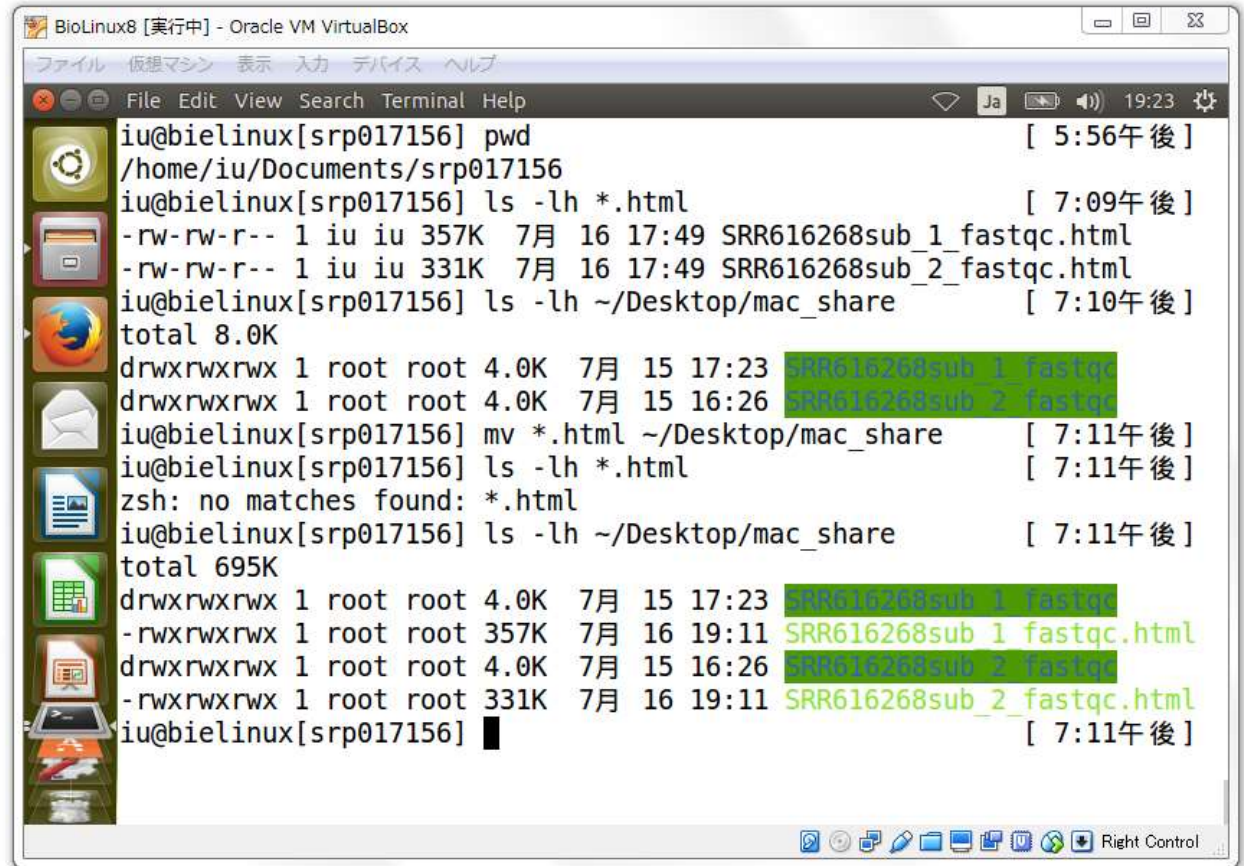 BioLinux8 [実行中] - Oracle VM VirtualBox
ファイル 仮想マシン 表示 入力 デバイス ヘルプ
File Edit View Search Terminal Help Ja 19:23
iu@bielinux[srp017156] pwd [ 5:56午後]
/home/iu/Documents/srp017156
iu@bielinux[srp017156] ls -lh *.html [ 7:09午後]
-rw-rw-r-- 1 iu iu 357K 7月 16 17:49 SRR616268sub_1_fastqc.html
-rw-rw-r-- 1 iu iu 331K 7月 16 17:49 SRR616268sub_2_fastqc.html
iu@bielinux[srp017156] ls -lh ~/Desktop/mac_share [ 7:10午後]
total 8.0K
drwxrwxrwx 1 root root 4.0K 7月 15 17:23 SRR616268sub_1_fastqc
drwxrwxrwx 1 root root 4.0K 7月 15 16:26 SRR616268sub_2_fastqc
iu@bielinux[srp017156] mv *.html ~/Desktop/mac_share [ 7:11午後]
iu@bielinux[srp017156] ls -lh *.html [ 7:11午後]
zsh: no matches found: *.html
iu@bielinux[srp017156] ls -lh ~/Desktop/mac_share [ 7:11午後]
total 695K
drwxrwxrwx 1 root root 4.0K 7月 15 17:23 SRR616268sub_1_fastqc
-rwxrwxrwx 1 root root 357K 7月 16 19:11 SRR616268sub_1_fastqc.html
drwxrwxrwx 1 root root 4.0K 7月 15 16:26 SRR616268sub_2_fastqc
-rwxrwxrwx 1 root root 331K 7月 16 19:11 SRR616268sub_2_fastqc.html
iu@bielinux[srp017156] [ 7:11午後]
Right Control